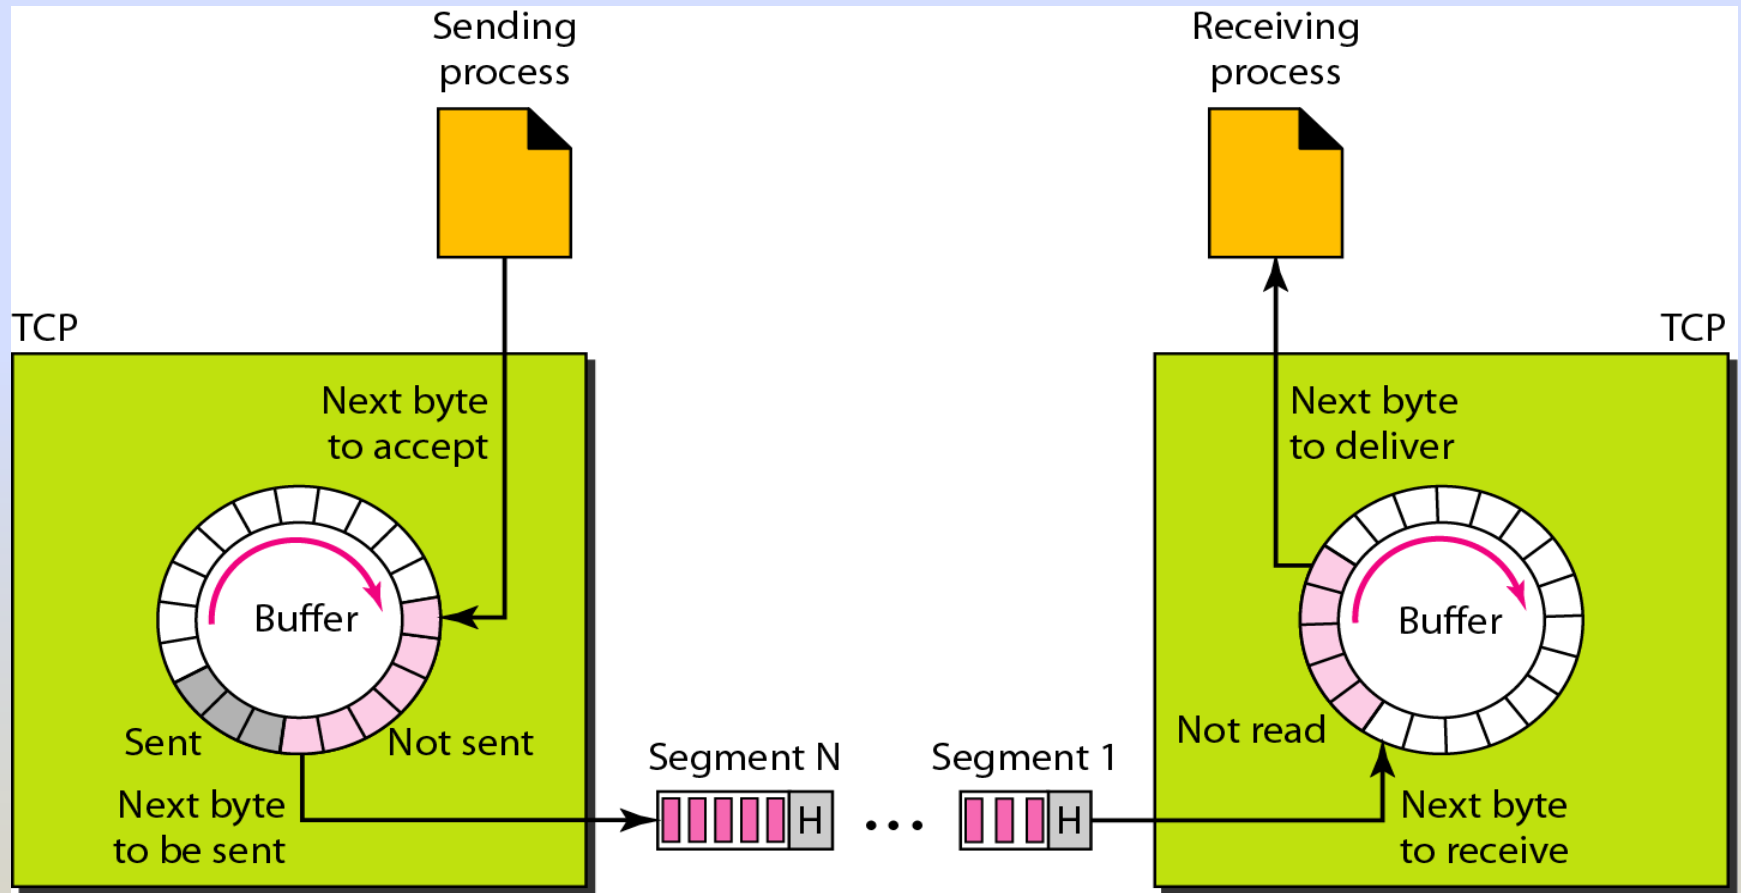 Sending
process
Receiving
process
TCP
TCP
Next byte
to accept
Next byte
to deliver
Buffer
Buffer
Sent
Not sent
Not read
Segment N
Segment 1
Next byte
to be sent
H
...
H
Next byte
to receive